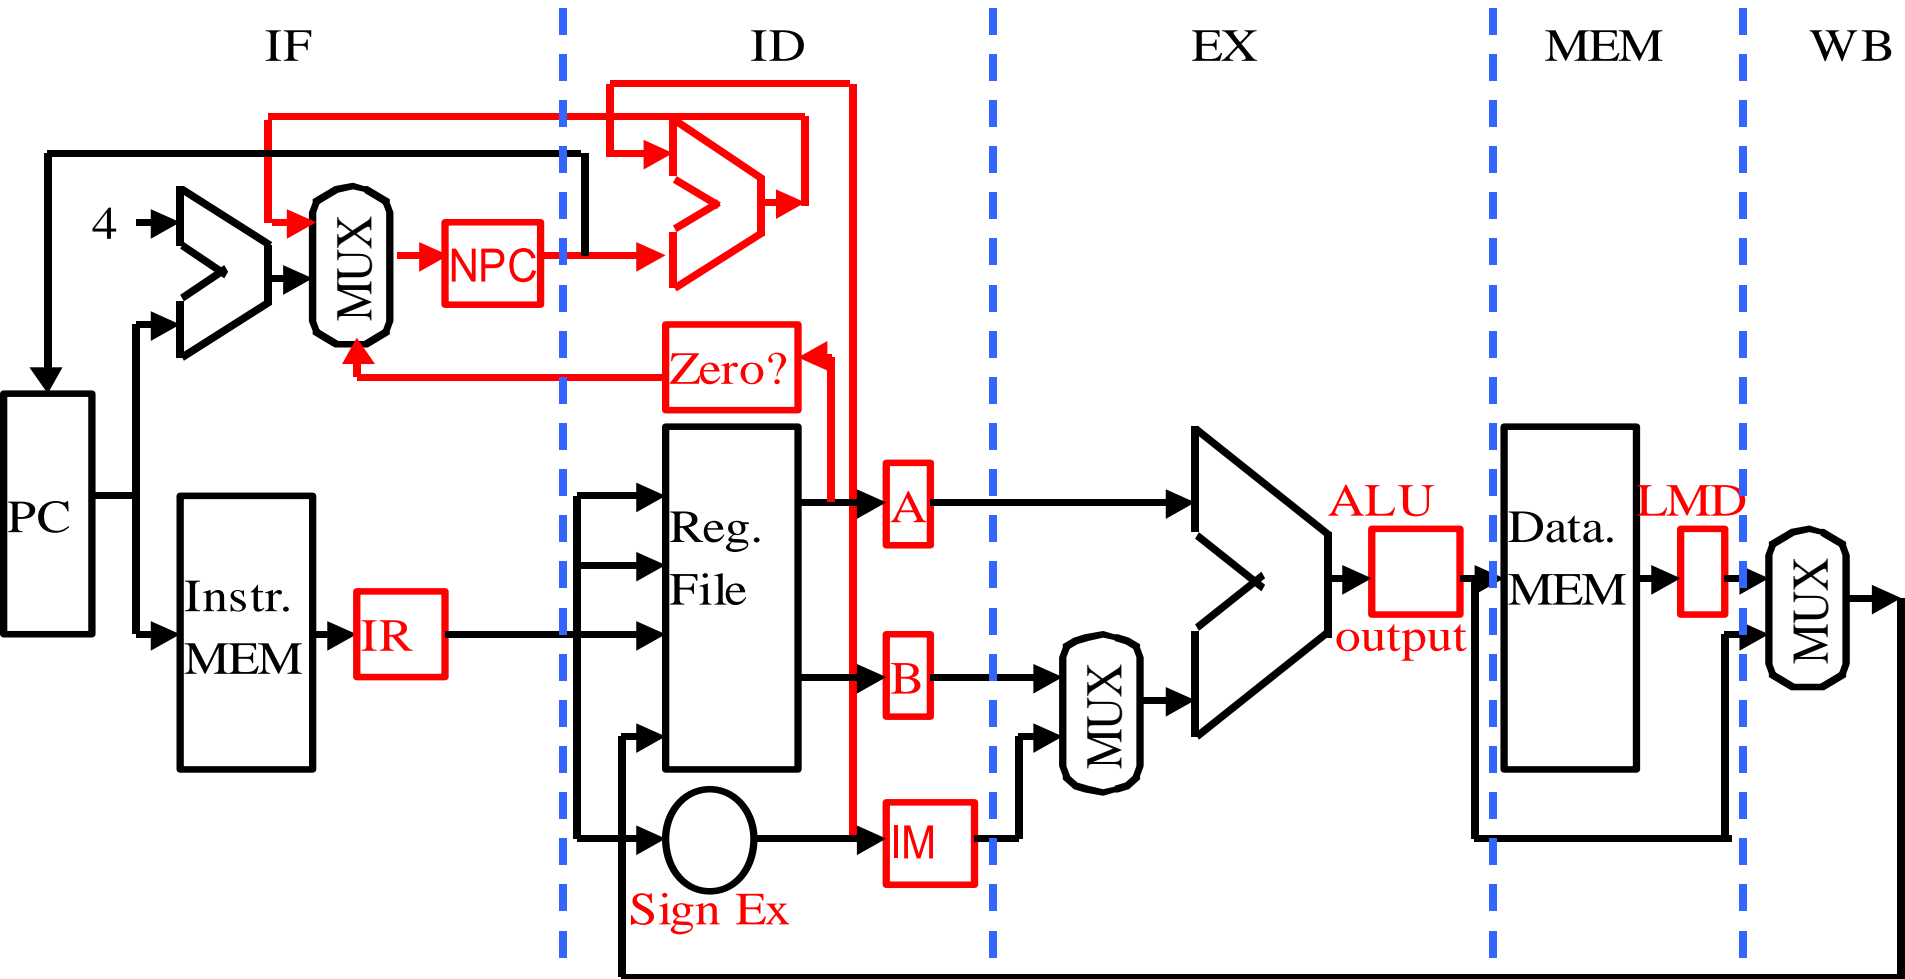 IF
ID
EX
MEM
WB
4
MUX
NPC
Zero?
PC
Instr.
MEM
IR
Reg.
File
A
B
IM
Sign Ex
MUX
ALU
output
Data.
MEM
LMD
MUX